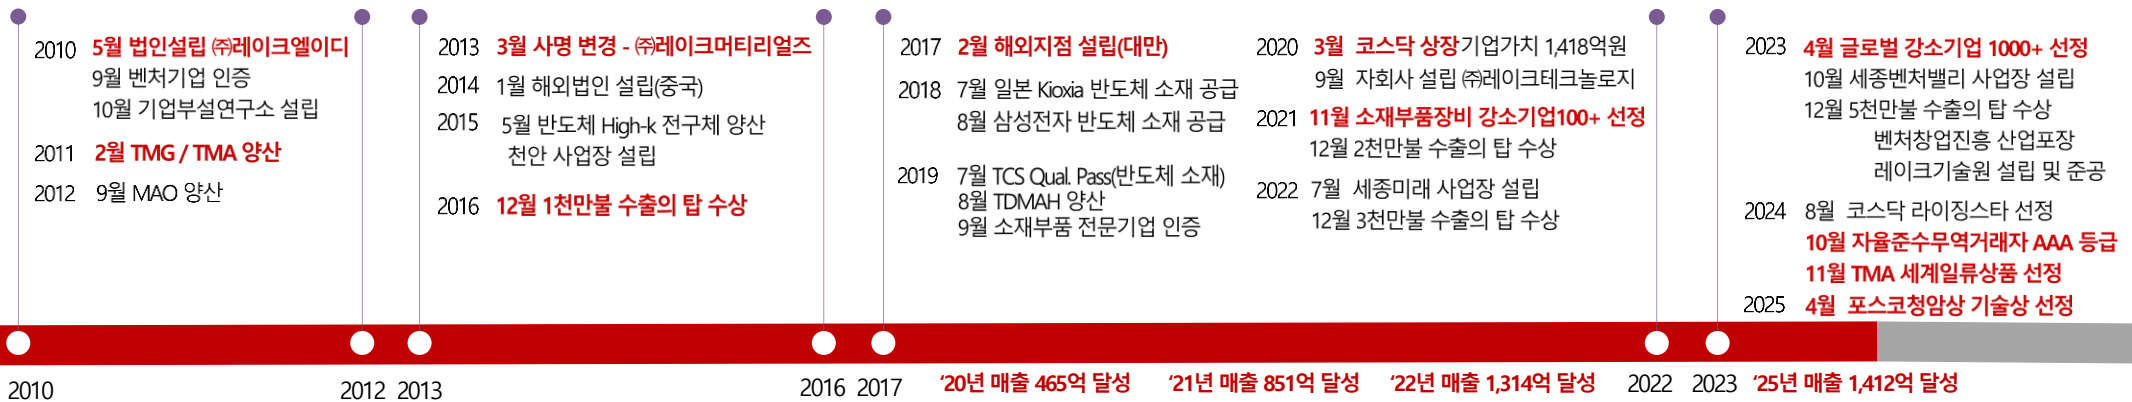 2010 5월 법인설립 ㈜레이크엘이디
9월 벤처기업 인증
10월 기업부설연구소 설립
2011 2월 TMG / TMA 양산
2012 9월 MAO 양산
2013 3월 사명 변경 - ㈜레이크머티리얼즈
2014 1월 해외법인 설립(중국)
2015 5월 반도체 High-k 전구체 양산
천안 사업장 설립
2016 12월 1천만불 수출의 탑 수상
2017 2월 해외지점 설립(대만)
2018 7월 일본 Kioxia 반도체 소재 공급
8월 삼성전자 반도체 소재 공급
2019 7월 TCS Qual. Pass(반도체 소재)
8월 TDMAH 양산
9월 소재부품 전문기업 인증
2020 3월 코스닥 상장기업가치 1,418억원
9월 자회사 설립 ㈜레이크테크놀로지
2021 11월 소재부품장비 강소기업100+ 선정
12월 2천만불 수출의 탑 수상
2022 7월 세종미래 사업장 설립
12월 3천만불 수출의 탑 수상
2023 4월 글로벌 강소기업 1000+ 선정
10월 세종벤처밸리 사업장 설립
12월 5천만불 수출의 탑 수상
벤처창업진흥 산업포장
레이크기술원 설립 및 준공
2024 8월 코스닥 라이징스타 선정
10월 자율준수무역거래자 AAA 등급
11월 TMA 세계일류상품 선정
2025 4월 포스코청암상 기술상 선정
2010 2012 2013 2016 2017 ‘20년 매출 465억 달성 ‘21년 매출 851억 달성 ‘22년 매출 1,314억 달성 2022 2023 ‘25년 매출 1,412억 달성